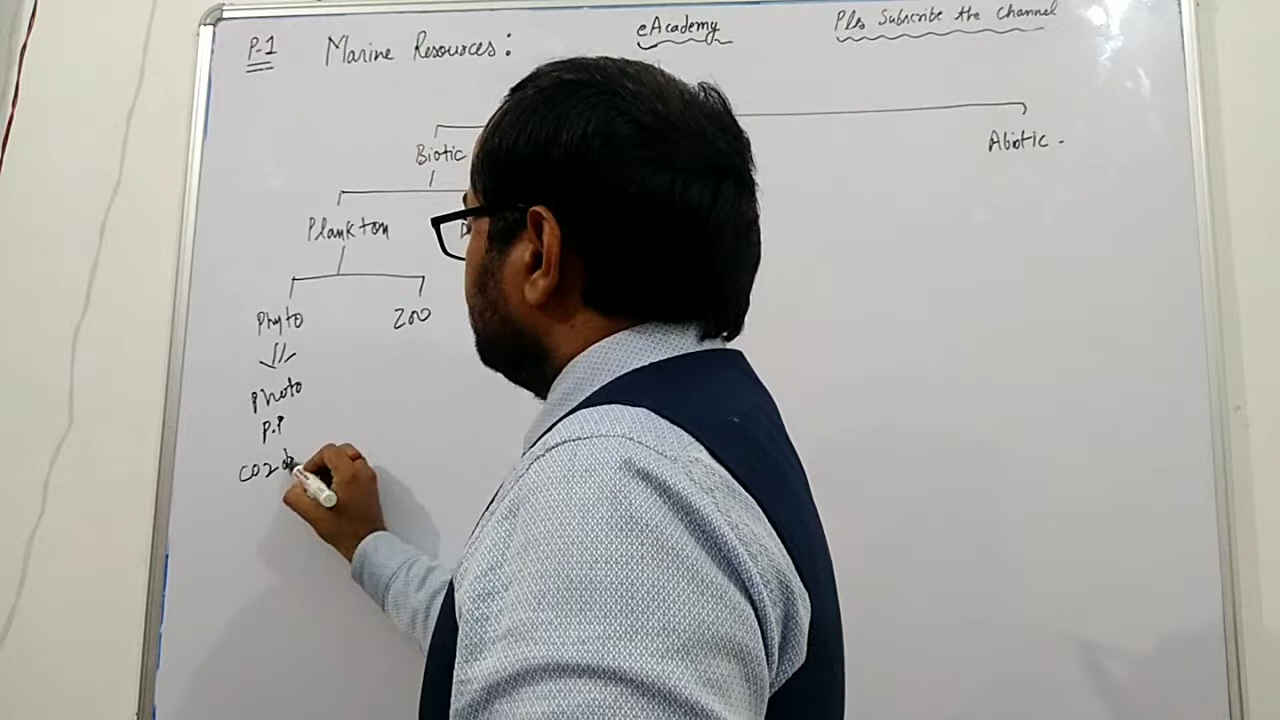 P-1 Marine Resources: eAcademy Pls Subscribe the Channel
Biotic Abiotic -
Plankton
Phyto Zoo
Photo
P.P
CO2